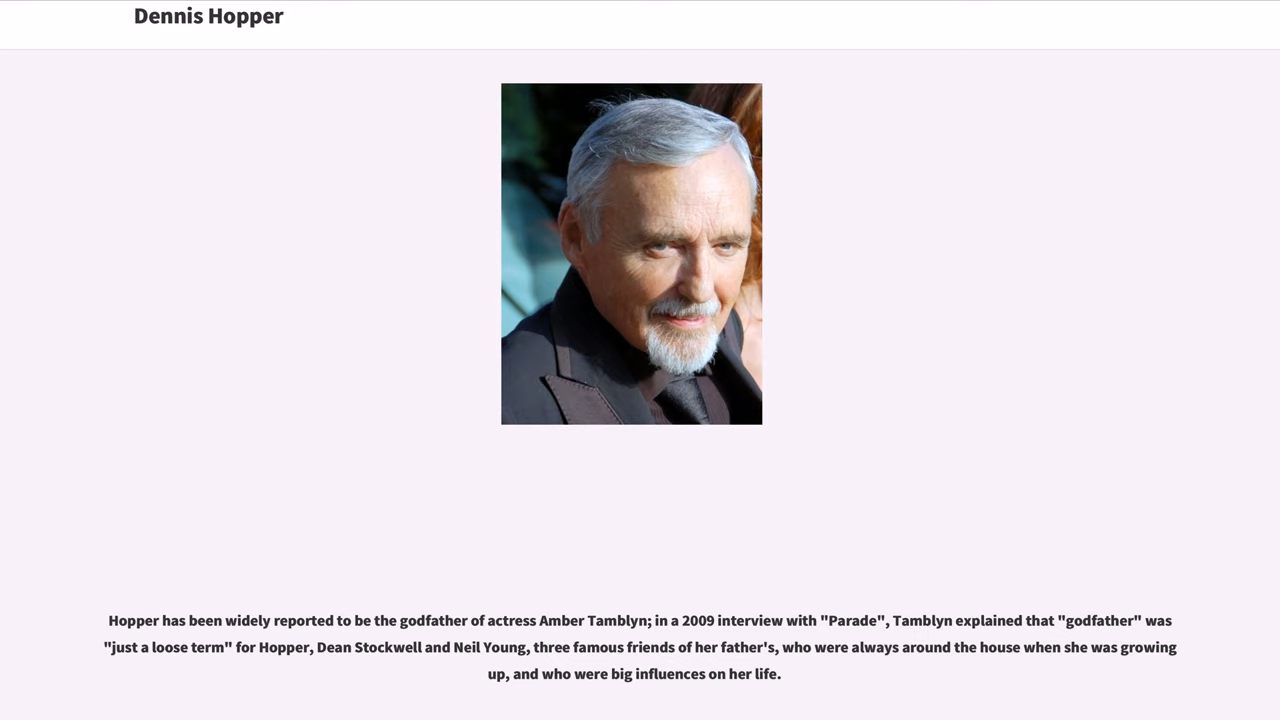 Dennis Hopper
Hopper has been widely reported to be the godfather of actress Amber Tamblyn; in a 2009 interview with "Parade", Tamblyn explained that "godfather" was
"just a loose term" for Hopper, Dean Stockwell and Neil Young, three famous friends of her father's, who were always around the house when she was growing
up, and who were big influences on her life.